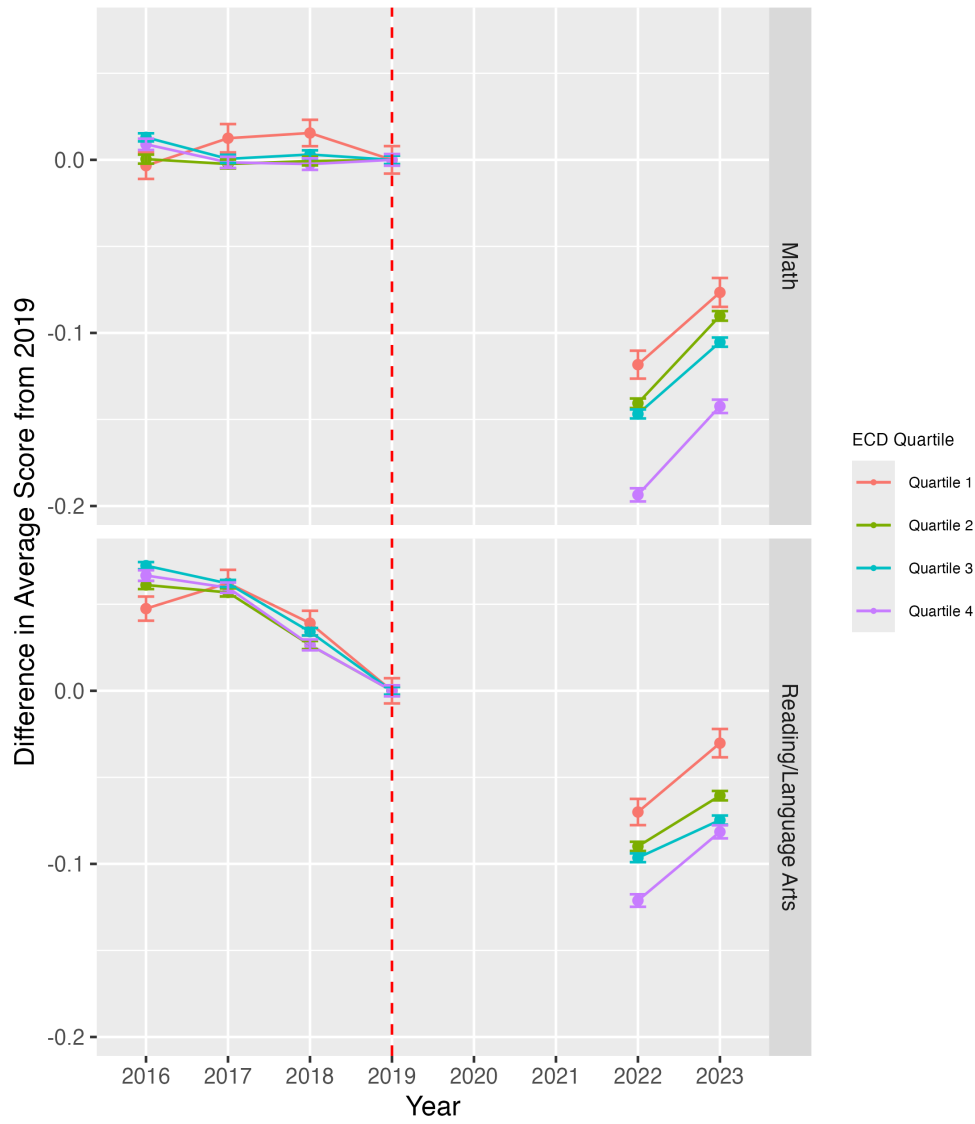 Difference in Average Score from 2019
0.0
-0.1
-0.2
Math
0.0
-0.1
-0.2
Reading/Language Arts
2016 2017 2018 2019 2020 2021 2022 2023
Year
ECD Quartile
Quartile 1
Quartile 2
Quartile 3
Quartile 4